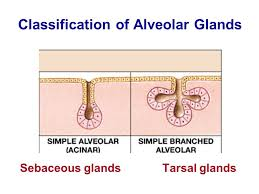 Classification of Alveolar Glands
SIMPLE ALVEOLAR
(ACINAR)
SIMPLE BRANCHED
ALVEOLAR
Sebaceous glands
Tarsal glands